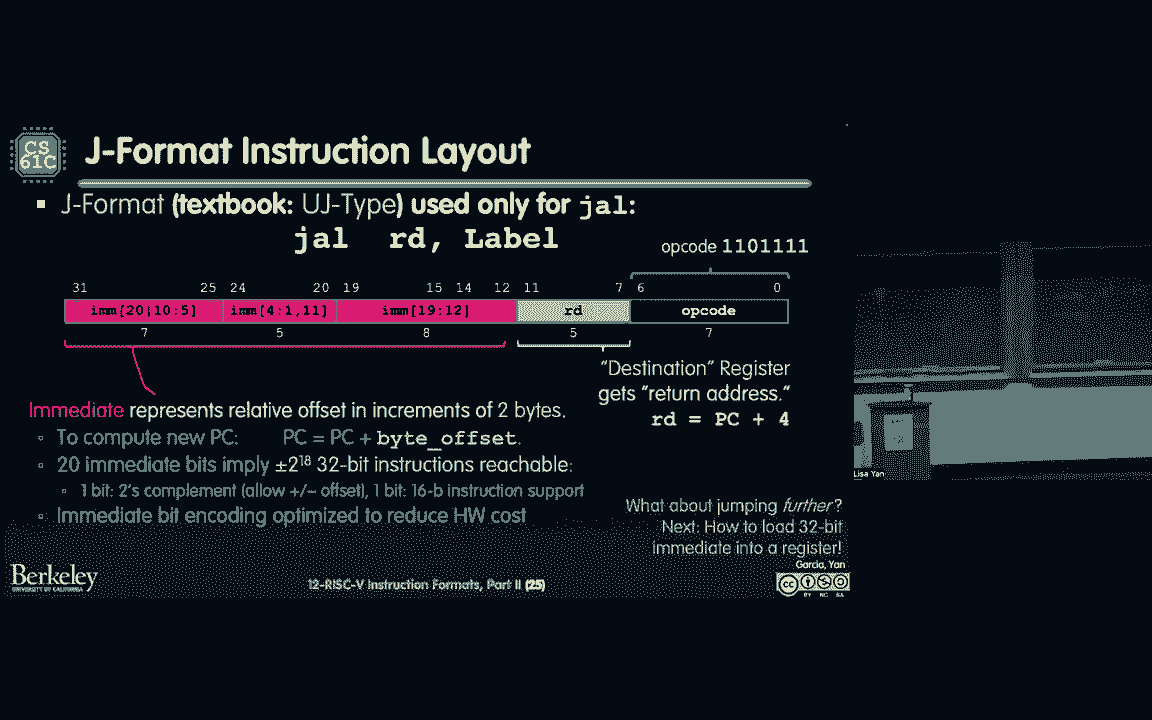 CS
61C
J-Format Instruction Layout
▪ J-Format (textbook: UJ-Type) used only for jal:
jal rd, Label
opcode 1101111
31 25 24 20 19 15 14 12 11 7 6 0
imm[20|10:5] imm[4:1,11] imm[19:12] rd opcode
7 5 8 5 7
"Destination" Register
gets "return address."
rd = PC + 4
Immediate represents relative offset in increments of 2 bytes.
▫ To compute new PC: PC = PC + byte_offset.
▫ 20 immediate bits imply ±2¹⁸ 32-bit instructions reachable:
▫ 1 bit: 2's complement (allow +/− offset), 1 bit: 16-b instruction support
▫ Immediate bit encoding optimized to reduce HW cost
What about jumping further?
Next: How to load 32-bit
immediate into a register!
Garcia, Yan
Berkeley
UNIVERSITY OF CALIFORNIA
12-RISC-V Instruction Formats, Part II (25)
BY NC SA
Lisa Yan